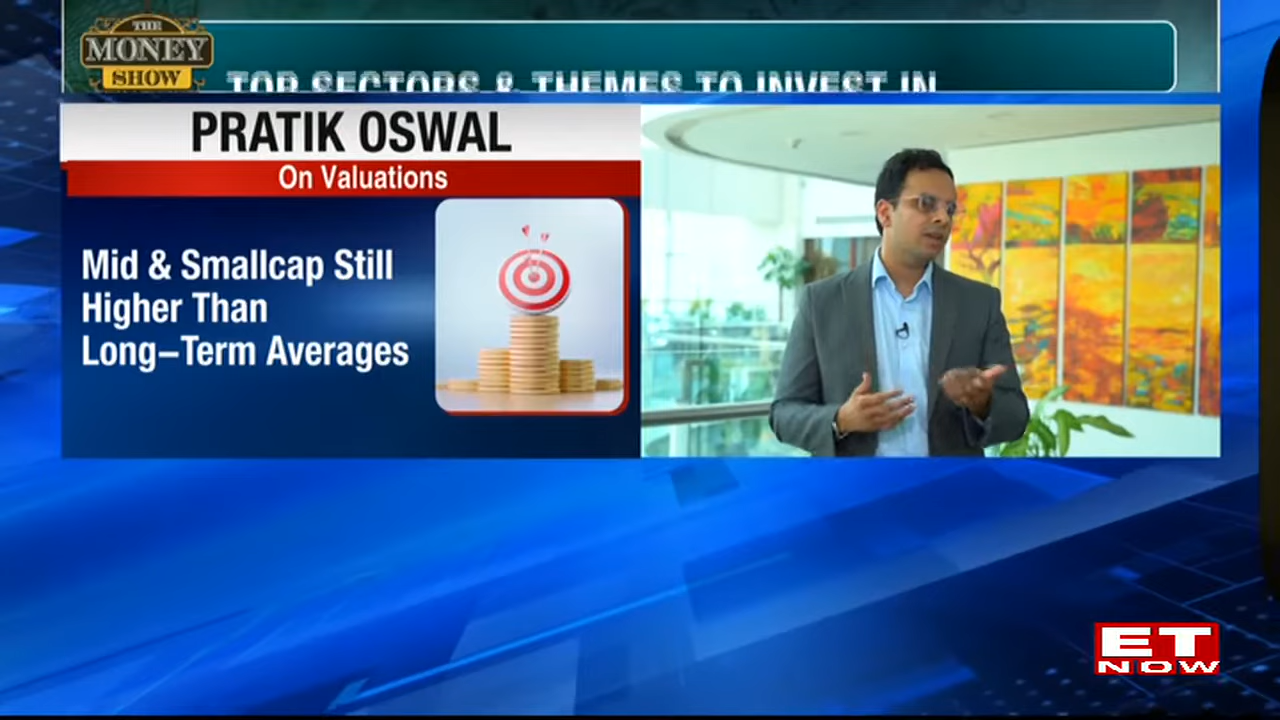 THE
MONEY
SHOW
TOP SECTORS & THEMES TO INVEST IN
PRATIK OSWAL
On Valuations
Mid & Smallcap Still
Higher Than
Long–Term Averages
ET
NOW